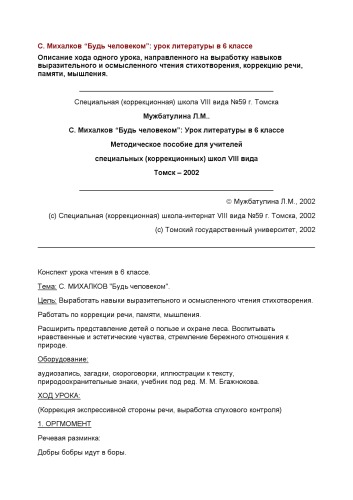 С. Михалков “Будь человеком”: урок литературы в 6 классе
Описание хода одного урока, направленного на выработку навыков
выразительного и осмысленного чтения стихотворения, коррекцию речи,
памяти, мышления.
Специальная (коррекционная) школа VIII вида №59 г. Томска
Мужбатулина Л.М..
С. Михалков “Будь человеком”: Урок литературы в 6 классе
Методическое пособие для учителей
специальных (коррекционных) школ VIII вида
Томск – 2002
© Мужбатулина Л.М., 2002
(с) Специальная (коррекционная) школа-интернат VIII вида №59 г. Томска, 2002
(с) Томский государственный университет, 2002
Конспект урока чтения в 6 классе.
Тема: С. МИХАЛКОВ “Будь человеком”.
Цель: Выработать навыки выразительного и осмысленного чтения стихотворения.
Работать по коррекции речи, памяти, мышления.
Расширить представление детей о пользе и охране леса. Воспитывать
нравственные и эстетические чувства, стремление бережного отношения к
природе.
Оборудование:
аудиозапись, загадки, скороговорки, иллюстрации к тексту,
природоохранительные знаки, учебник под ред. М. М. Бгажнокова.
ХОД УРОКА:
(Коррекция экспрессивной стороны речи, выработка слухового контроля)
1. ОРГМОМЕНТ
Речевая разминка:
Добры бобры идут в боры.